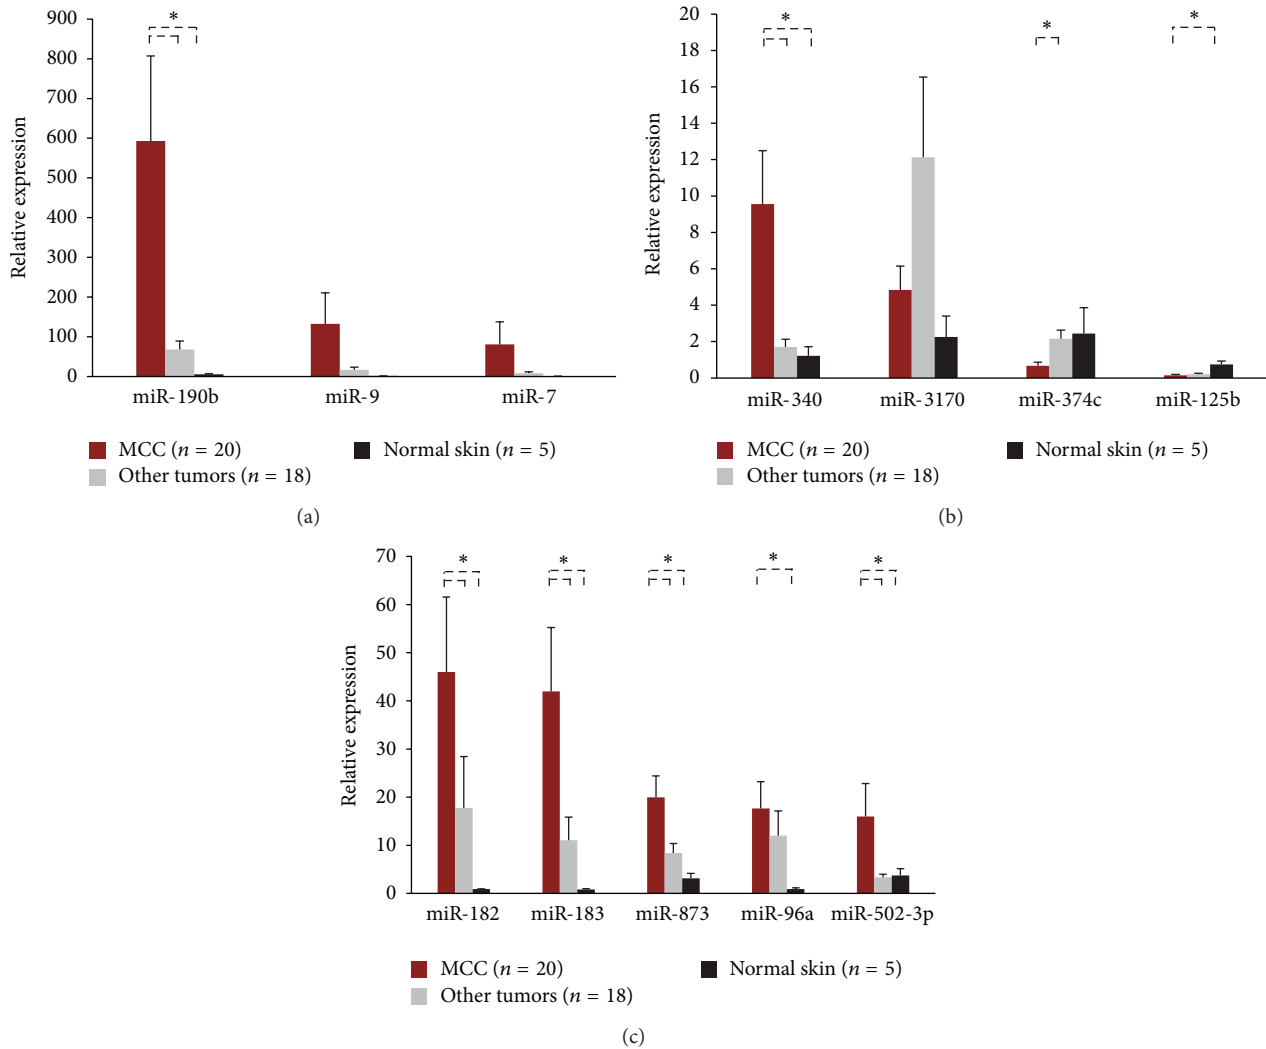 900
800
700
600
500
400
300
200
100
0
Relative expression
*
miR-190b miR-9 miR-7
MCC (n = 20) Normal skin (n = 5)
Other tumors (n = 18)
(a)
20
18
16
14
12
10
8
6
4
2
0
Relative expression
* * *
miR-340 miR-3170 miR-374c miR-125b
MCC (n = 20) Normal skin (n = 5)
Other tumors (n = 18)
(b)
70
60
50
40
30
20
10
0
Relative expression
* * * * *
miR-182 miR-183 miR-873 miR-96a miR-502-3p
MCC (n = 20) Normal skin (n = 5)
Other tumors (n = 18)
(c)